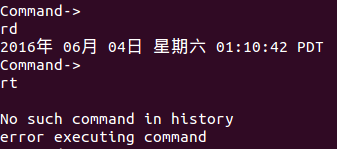 Command->
rd
2016年 06月 04日 星期六 01:10:42 PDT
Command->
rt
No such command in history
error executing command